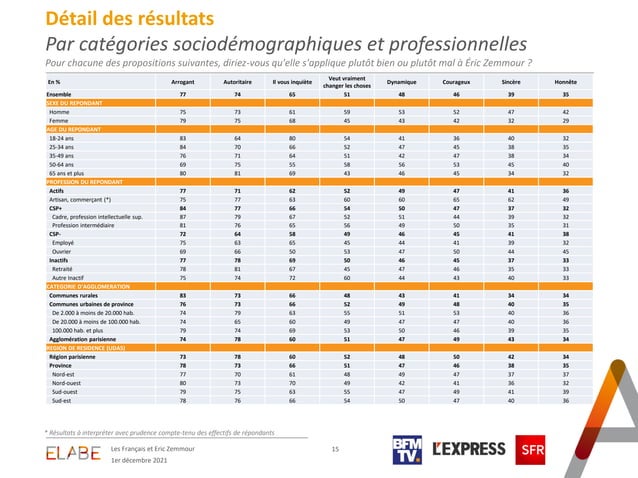 Détail des résultats
Par catégories sociodémographiques et professionnelles
Pour chacune des propositions suivantes, diriez-vous qu'elle s'applique plutôt bien ou plutôt mal à Éric Zemmour ?
En % Arrogant Autoritaire Il vous inquiète Veut vraiment changer les choses Dynamique Courageux Sincère Honnête
Ensemble 77 74 65 51 48 46 39 35
SEXE DU REPONDANT
Homme 75 73 61 59 53 52 47 42
Femme 79 75 68 45 43 42 32 29
AGE DU REPONDANT
18-24 ans 83 64 80 54 41 36 40 32
25-34 ans 84 70 66 52 47 45 38 35
35-49 ans 76 71 64 51 42 47 38 34
50-64 ans 69 75 55 58 56 53 45 40
65 ans et plus 80 81 69 43 46 45 34 32
PROFESSION DU REPONDANT
Actifs 77 71 62 52 49 47 41 36
Artisan, commerçant (*) 75 77 63 60 60 65 62 49
CSP+ 84 77 66 54 50 47 37 32
Cadre, profession intellectuelle sup. 87 79 67 52 51 44 39 32
Profession intermédiaire 81 76 65 56 49 50 35 31
CSP- 72 64 58 49 46 45 41 38
Employé 75 63 65 45 44 41 39 32
Ouvrier 69 66 50 53 47 50 44 45
Inactifs 77 78 69 50 46 45 37 33
Retraité 78 81 67 45 47 46 35 33
Autre Inactif 75 74 72 60 44 43 40 33
CATEGORIE D'AGGLOMERATION
Communes rurales 83 73 66 48 43 41 34 34
Communes urbaines de province 76 73 66 52 49 48 40 35
De 2.000 à moins de 20.000 hab. 74 79 63 55 51 53 40 36
De 20.000 à moins de 100.000 hab. 74 65 60 49 47 47 40 36
100.000 hab. et plus 79 74 69 53 50 46 39 35
Agglomération parisienne 74 78 60 51 47 49 43 34
REGION DE RESIDENCE (UDA5)
Région parisienne 73 78 60 52 48 50 42 34
Province 78 73 66 51 47 46 38 35
Nord-est 77 70 61 48 49 47 37 37
Nord-ouest 80 73 70 49 42 41 36 32
Sud-ouest 79 75 63 55 47 49 41 39
Sud-est 78 76 66 54 50 47 40 36
* Résultats à interpréter avec prudence compte-tenu des effectifs de répondants
ELABE
Les Français et Eric Zemmour
1er décembre 2021
15
BFM TV.
L'EXPRESS
SFR